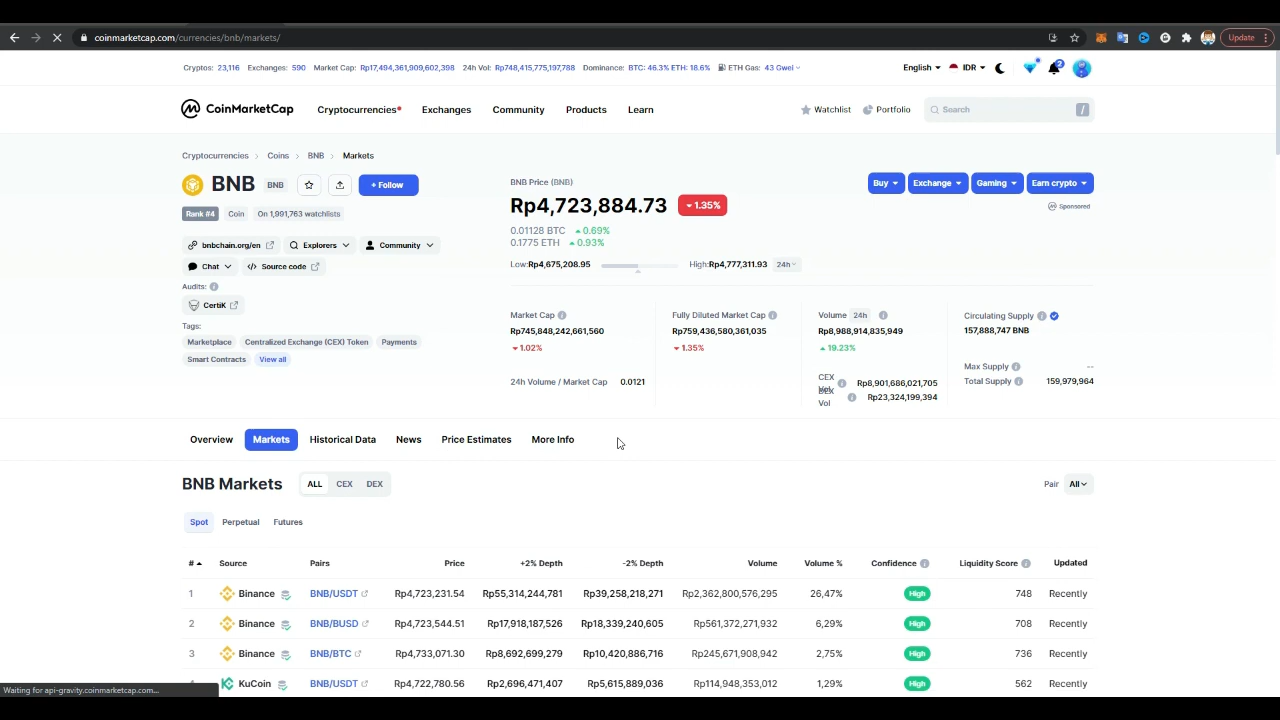 coinmarketcap.com/currencies/bnb/markets/
Update
Cryptos: 23,116 Exchanges: 590 Market Cap: Rp17,494,361,909,602,398 24h Vol: Rp748,415,775,197,788 Dominance: BTC: 46.3% ETH: 18.6% ETH Gas: 43 Gwei
English IDR 2
CoinMarketCap Cryptocurrencies Exchanges Community Products Learn Watchlist Portfolio Search /
Cryptocurrencies > Coins > BNB > Markets
BNB BNB + Follow
Rank #4 Coin On 1,991,763 watchlists
bnbchain.org/en Explorers Community
Chat Source code
Audits:
CertiK
Tags:
Marketplace Centralized Exchange (CEX) Token Payments
Smart Contracts View all
BNB Price (BNB)
Rp4,723,884.73 1.35%
0.01128 BTC 0.69%
0.1775 ETH 0.93%
Low:Rp4,675,208.95 High:Rp4,777,311.93 24h
Buy Exchange Gaming Earn crypto
Sponsored
Market Cap
Rp745,848,242,661,560
1.02%
24h Volume / Market Cap 0.0121
Fully Diluted Market Cap
Rp759,436,580,361,035
1.35%
Volume 24h
Rp8,988,914,835,949
19.23%
CEX Vol Rp8,901,686,021,705
DEX Vol Rp23,324,199,394
Circulating Supply
157,888,747 BNB
Max Supply --
Total Supply 159,979,964
Overview Markets Historical Data News Price Estimates More Info
BNB Markets ALL CEX DEX Pair All
Spot Perpetual Futures
# Source Pairs Price +2% Depth -2% Depth Volume Volume % Confidence Liquidity Score Updated
1 Binance BNB/USDT Rp4,723,231.54 Rp55,314,244,781 Rp39,258,218,271 Rp2,362,800,576,295 26,47% High 748 Recently
2 Binance BNB/BUSD Rp4,723,544.51 Rp17,918,187,526 Rp18,339,240,605 Rp561,372,271,932 6,29% High 708 Recently
3 Binance BNB/BTC Rp4,733,071.30 Rp8,692,699,279 Rp10,420,886,716 Rp245,671,908,942 2,75% High 736 Recently
KuCoin BNB/USDT Rp4,722,780.56 Rp2,696,471,407 Rp5,615,889,036 Rp114,948,353,012 1,29% High 562 Recently
Waiting for api-gravity.coinmarketcap.com...